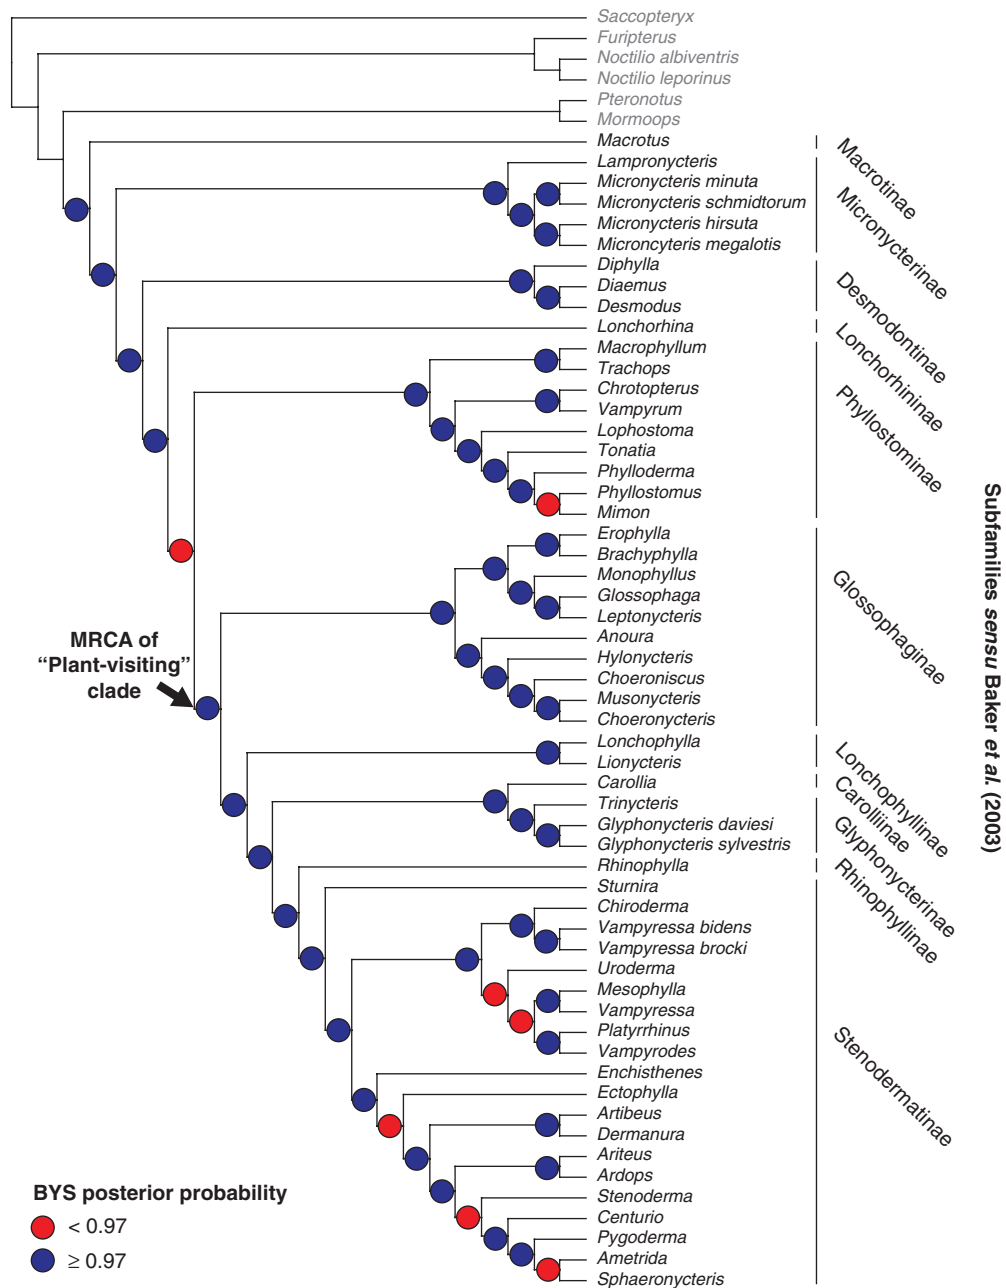 Saccopteryx
Furipterus
Noctilio albiventris
Noctilio leporinus
Pteronotus
Mormoops
Macrotus
Lampronycteris
Micronycteris minuta
Micronycteris schmidtorum
Micronycteris hirsuta
Microncyteris megalotis
Diphylla
Diaemus
Desmodus
Lonchorhina
Macrophyllum
Trachops
Chrotopterus
Vampyrum
Lophostoma
Tonatia
Phylloderma
Phyllostomus
Mimon
Erophylla
Brachyphylla
Monophyllus
Glossophaga
Leptonycteris
Anoura
Hylonycteris
Choeroniscus
Musonycteris
Choeronycteris
Lonchophylla
Lionycteris
Carollia
Trinycteris
Glyphonycteris daviesi
Glyphonycteris sylvestris
Rhinophylla
Sturnira
Chiroderma
Vampyressa bidens
Vampyressa brocki
Uroderma
Mesophylla
Vampyressa
Platyrrhinus
Vampyrodes
Enchisthenes
Ectophylla
Artibeus
Dermanura
Ariteus
Ardops
Stenoderma
Centurio
Pygoderma
Ametrida
Sphaeronycteris
Macrotinae
Micronycterinae
Desmodontinae
Lonchorhininae
Phyllostominae
Glossophaginae
Lonchophyllinae
Carolliinae
Glyphonycterinae
Rhinophyllinae
Stenodermatinae
Subfamilies sensu Baker et al. (2003)
MRCA of
“Plant-visiting”
clade
BYS posterior probability
< 0.97
≥ 0.97